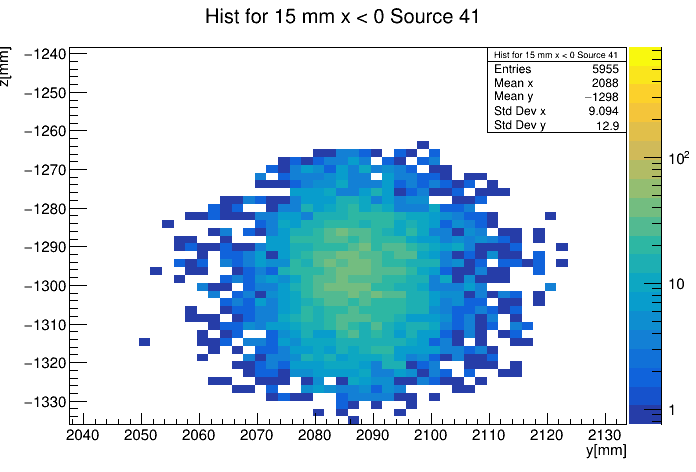 Hist for 15 mm x < 0 Source 41
z[mm]
Hist for 15 mm x < 0 Source 41
Entries 5955
Mean x 2088
Mean y −1298
Std Dev x 9.094
Std Dev y 12.9
−1240
−1250
−1260
−1270
−1280
−1290
−1300
−1310
−1320
−1330
10²
10
1
2040 2050 2060 2070 2080 2090 2100 2110 2120 2130
y[mm]